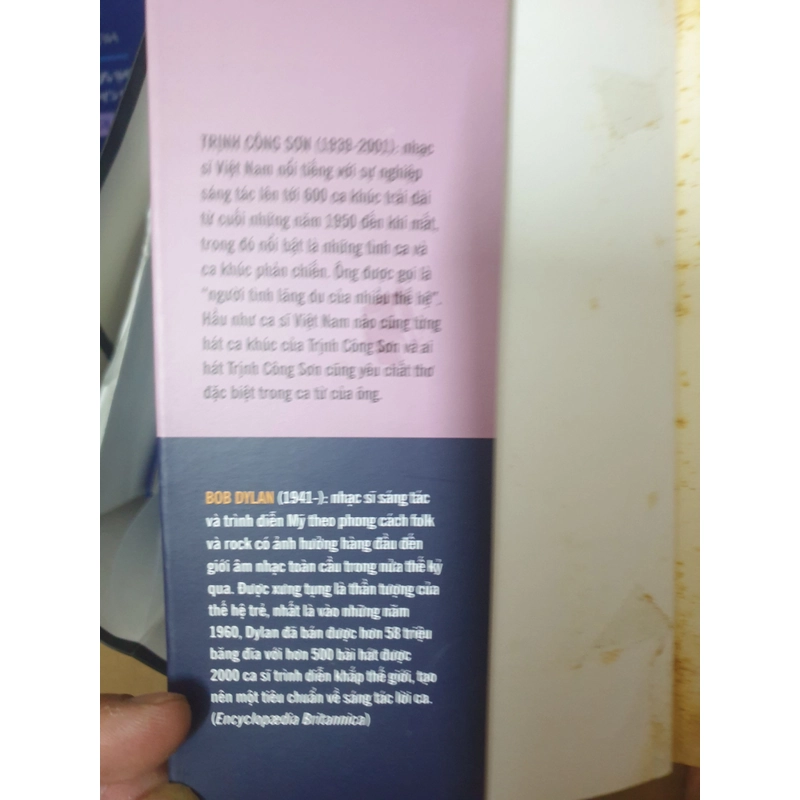 TRỊNH CÔNG SƠN (1939-2001): nhạc
sĩ Việt Nam nổi tiếng với sự nghiệp
sáng tác lên tới 600 ca khúc trải dài
từ cuối những năm 1950 đến khi mất,
trong đó nổi bật là những tình ca và
ca khúc phản chiến. Ông được gọi là
"người tình lãng du của nhiều thế hệ".
Hầu như ca sĩ Việt Nam nào cũng từng
hát ca khúc của Trịnh Công Sơn và ai
hát Trịnh Công Sơn cũng yêu chất thơ
đặc biệt trong ca từ của ông.
BOB DYLAN (1941-): nhạc sĩ sáng tác
và trình diễn Mỹ theo phong cách folk
và rock có ảnh hưởng hàng đầu đến
giới âm nhạc toàn cầu trong nửa thế kỷ
qua. Được xưng tụng là thần tượng của
thế hệ trẻ, nhất là vào những năm
1960, Dylan đã bán được hơn 58 triệu
băng đĩa với hơn 500 bài hát được
2000 ca sĩ trình diễn khắp thế giới, tạo
nên một tiêu chuẩn về sáng tác lời ca.
(Encyclopædia Britannica)